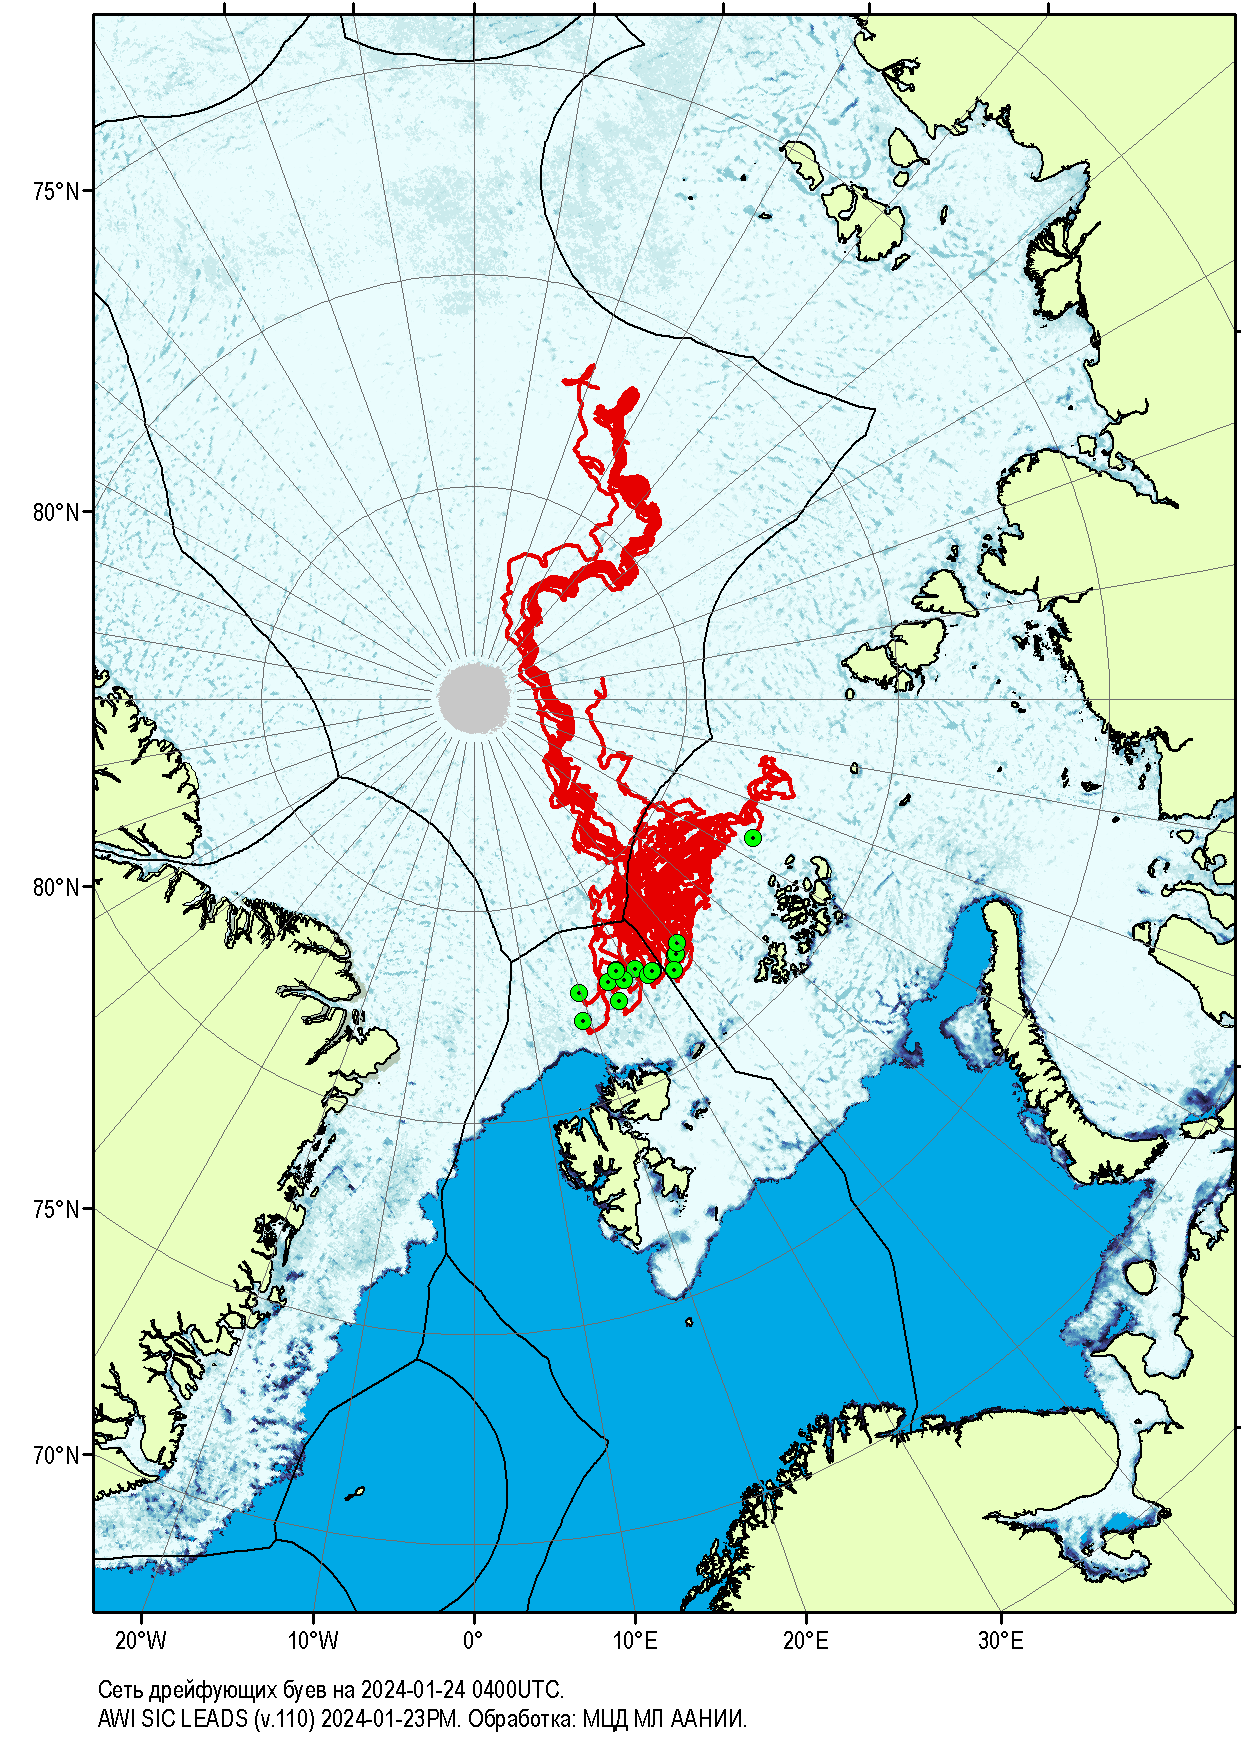 75°N
80°N
80°N
75°N
70°N
20°W 10°W 0° 10°E 20°E 30°E
Сеть дрейфующих буев на 2024-01-24 0400UTC.
AWI SIC LEADS (v.110) 2024-01-23PM. Обработка: МЦД МЛ ААНИИ.